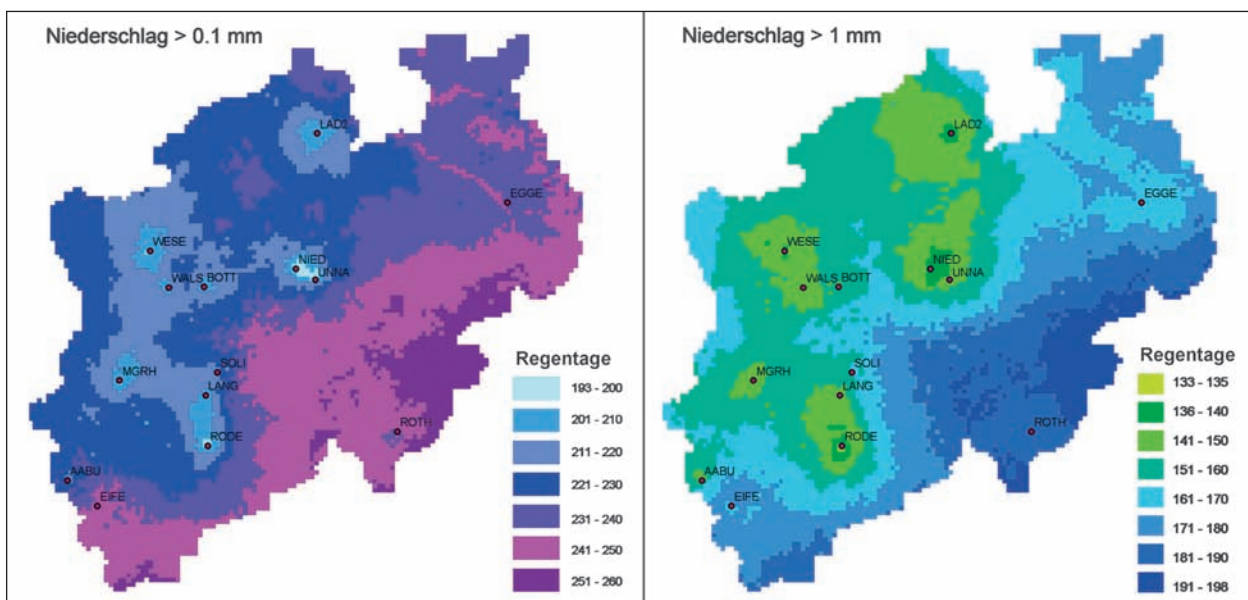 Niederschlag > 0.1 mm
LAD2
EGGE
WESE
NIED
WALS BOTT
UNNA
SOLI
MGRH
LANG
ROTH
RODE
AABU
EIFE
Regentage
193 - 200
201 - 210
211 - 220
221 - 230
231 - 240
241 - 250
251 - 260
Niederschlag > 1 mm
LAD2
EGGE
WESE
NIED
WALS BOTT
UNNA
SOLI
MGRH
LANG
ROTH
RODE
AABU
EIFE
Regentage
133 - 135
136 - 140
141 - 150
151 - 160
161 - 170
171 - 180
181 - 190
191 - 198